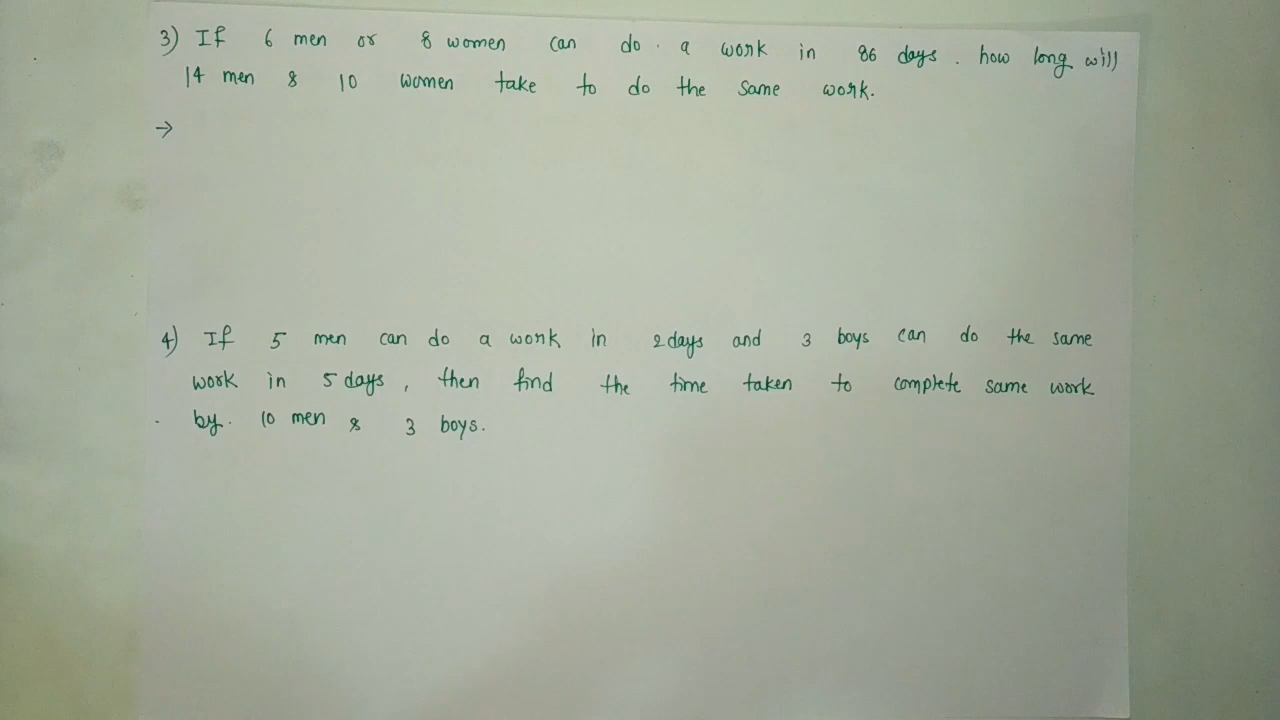 3) If 6 men or 8 women can do a work in 86 days. how long will
14 men & 10 women take to do the same work.
→
4) If 5 men can do a work in 2 days and 3 boys can do the same
work in 5 days, then find the time taken to complete same work
by. 10 men & 3 boys.